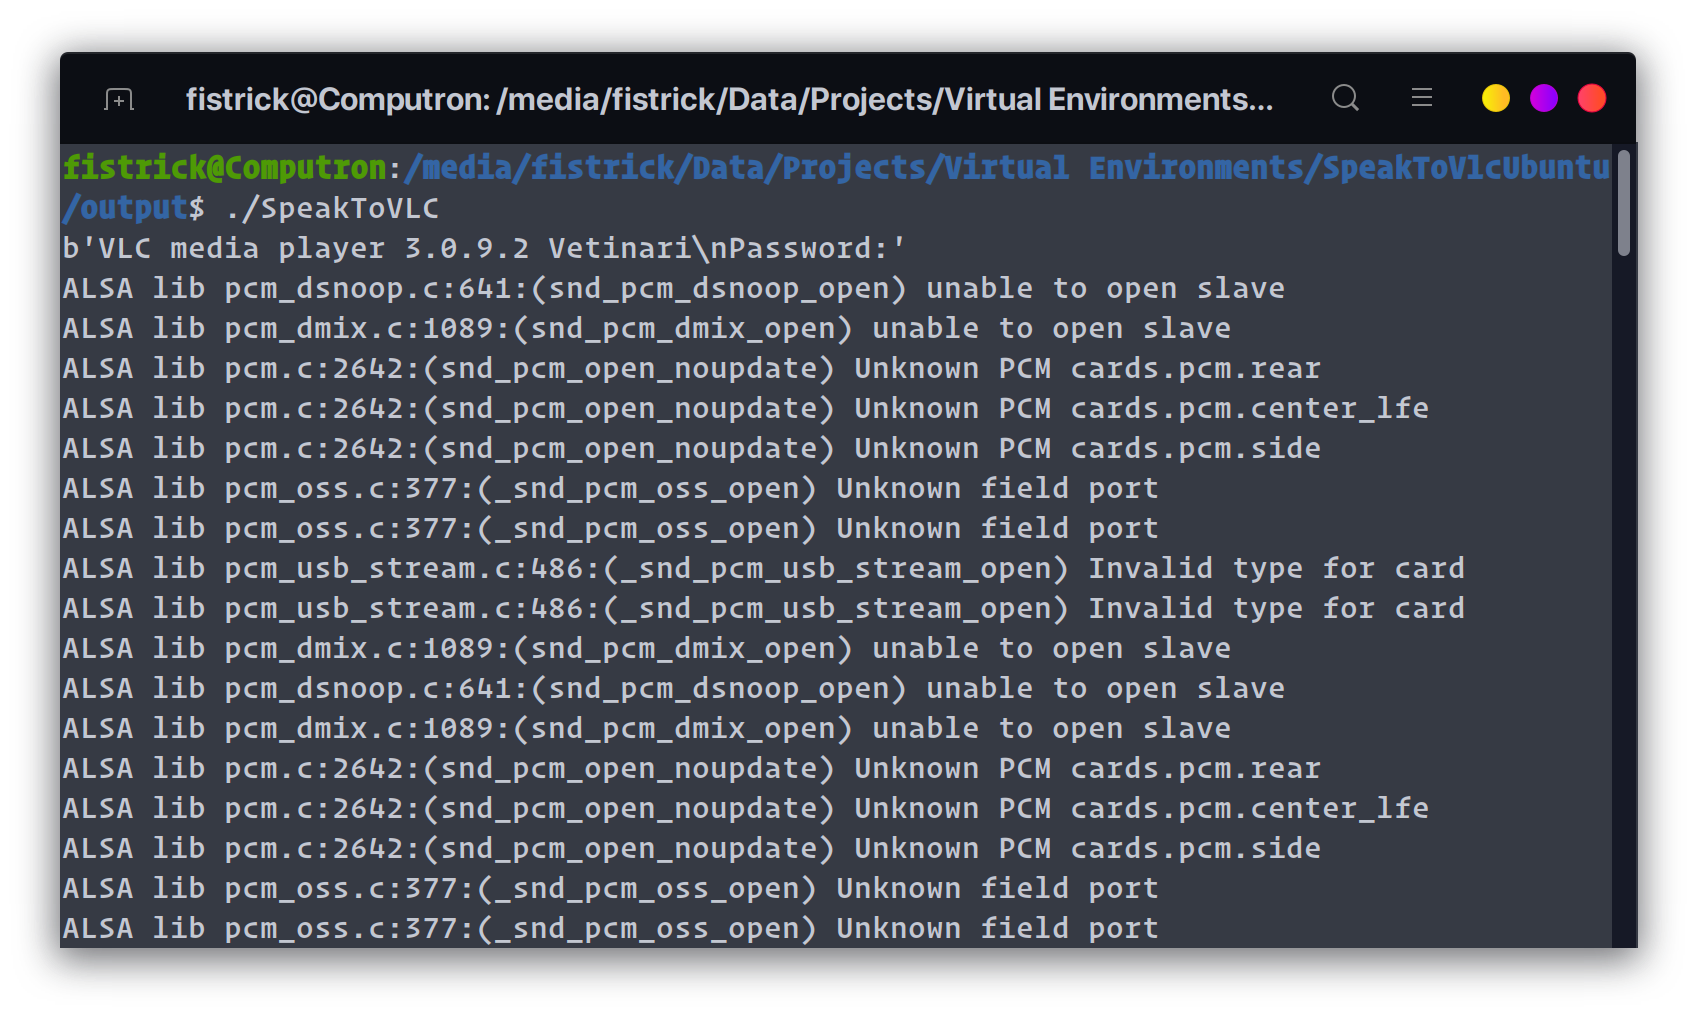 fistrick@Computron: /media/fistrick/Data/Projects/Virtual Environments...
fistrick@Computron:/media/fistrick/Data/Projects/Virtual Environments/SpeakToVlcUbuntu
/output$ ./SpeakToVLC
b'VLC media player 3.0.9.2 Vetinari\nPassword:'
ALSA lib pcm_dsnoop.c:641:(snd_pcm_dsnoop_open) unable to open slave
ALSA lib pcm_dmix.c:1089:(snd_pcm_dmix_open) unable to open slave
ALSA lib pcm.c:2642:(snd_pcm_open_noupdate) Unknown PCM cards.pcm.rear
ALSA lib pcm.c:2642:(snd_pcm_open_noupdate) Unknown PCM cards.pcm.center_lfe
ALSA lib pcm.c:2642:(snd_pcm_open_noupdate) Unknown PCM cards.pcm.side
ALSA lib pcm_oss.c:377:(_snd_pcm_oss_open) Unknown field port
ALSA lib pcm_oss.c:377:(_snd_pcm_oss_open) Unknown field port
ALSA lib pcm_usb_stream.c:486:(_snd_pcm_usb_stream_open) Invalid type for card
ALSA lib pcm_usb_stream.c:486:(_snd_pcm_usb_stream_open) Invalid type for card
ALSA lib pcm_dmix.c:1089:(snd_pcm_dmix_open) unable to open slave
ALSA lib pcm_dsnoop.c:641:(snd_pcm_dsnoop_open) unable to open slave
ALSA lib pcm_dmix.c:1089:(snd_pcm_dmix_open) unable to open slave
ALSA lib pcm.c:2642:(snd_pcm_open_noupdate) Unknown PCM cards.pcm.rear
ALSA lib pcm.c:2642:(snd_pcm_open_noupdate) Unknown PCM cards.pcm.center_lfe
ALSA lib pcm.c:2642:(snd_pcm_open_noupdate) Unknown PCM cards.pcm.side
ALSA lib pcm_oss.c:377:(_snd_pcm_oss_open) Unknown field port
ALSA lib pcm_oss.c:377:(_snd_pcm_oss_open) Unknown field port